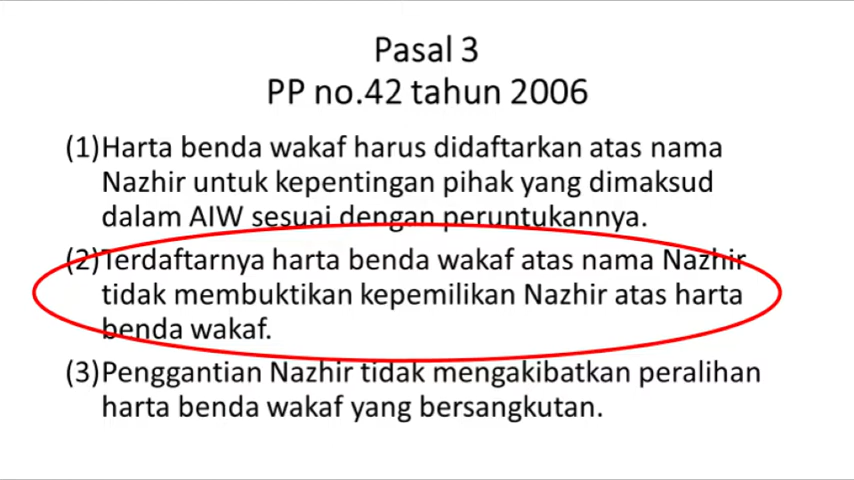 Pasal 3
PP no.42 tahun 2006
(1)Harta benda wakaf harus didaftarkan atas nama
Nazhir untuk kepentingan pihak yang dimaksud
dalam AIW sesuai dengan peruntukannya.
(2)Terdaftarnya harta benda wakaf atas nama Nazhir
tidak membuktikan kepemilikan Nazhir atas harta
benda wakaf.
(3)Penggantian Nazhir tidak mengakibatkan peralihan
harta benda wakaf yang bersangkutan.